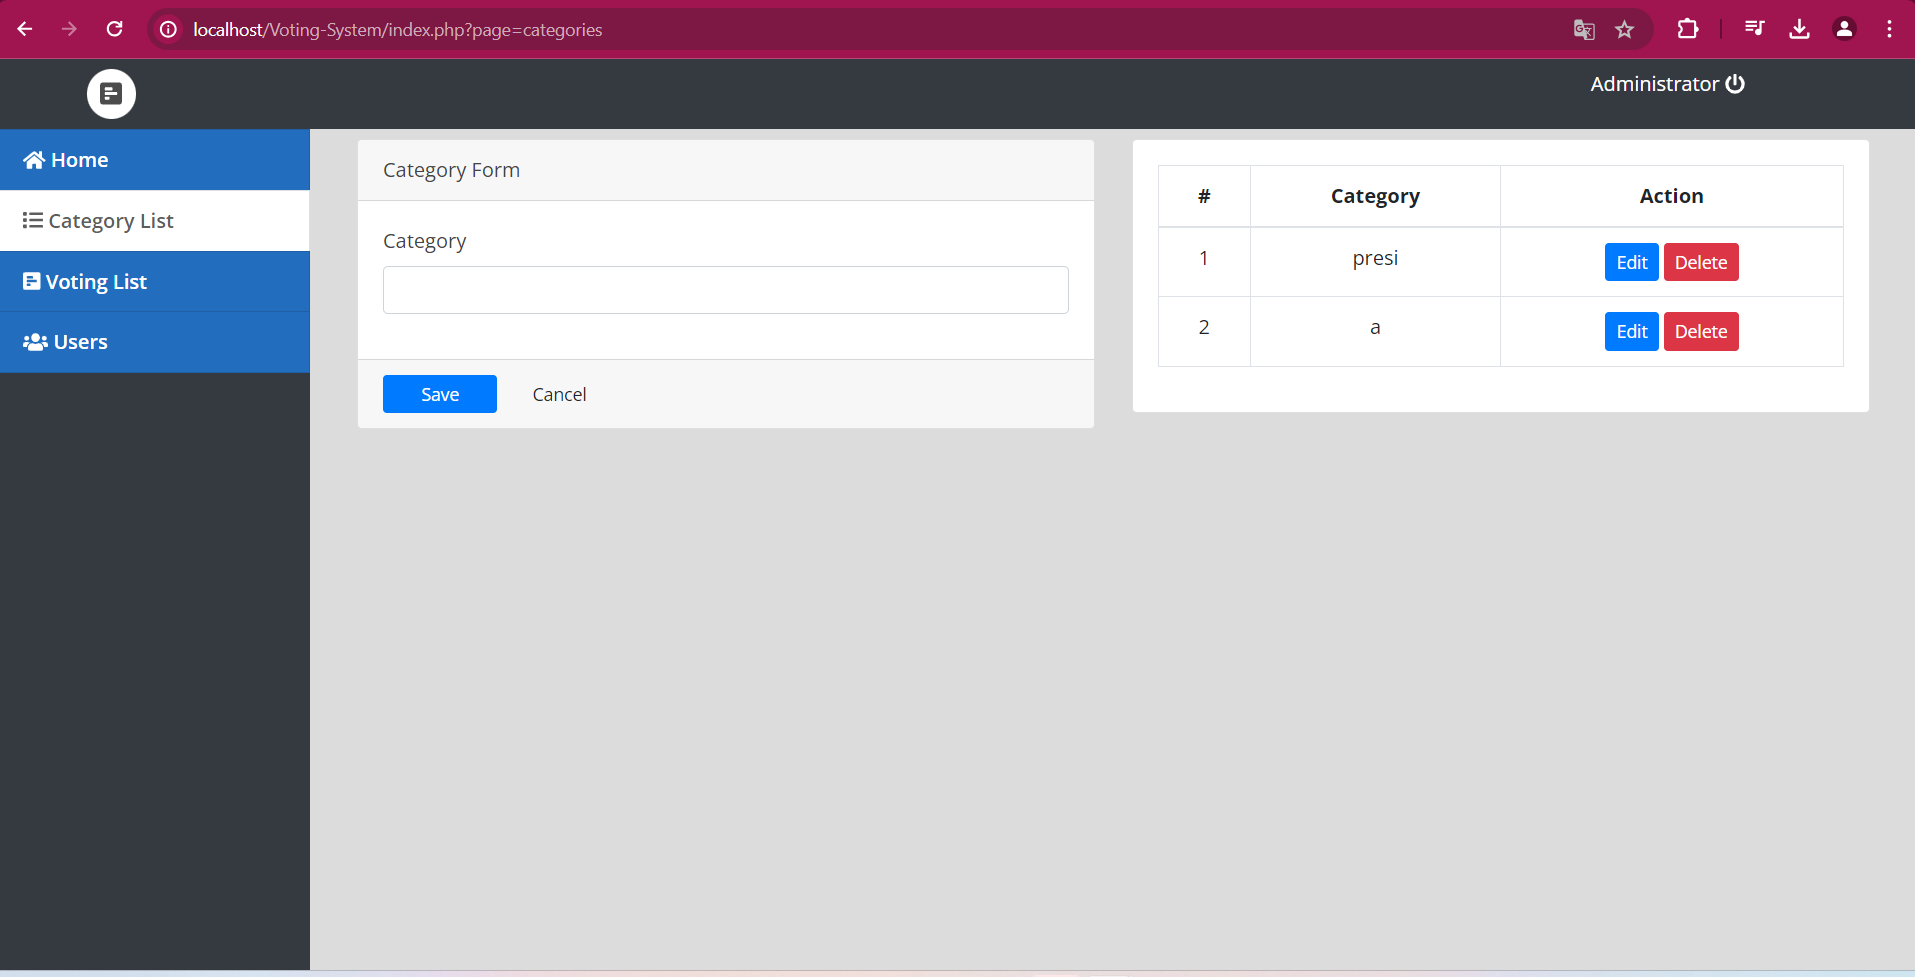 localhost/Voting-System/index.php?page=categories
Administrator
Home
Category List
Voting List
Users
Category Form
Category
Save Cancel
# Category Action
1 presi Edit Delete
2 a Edit Delete